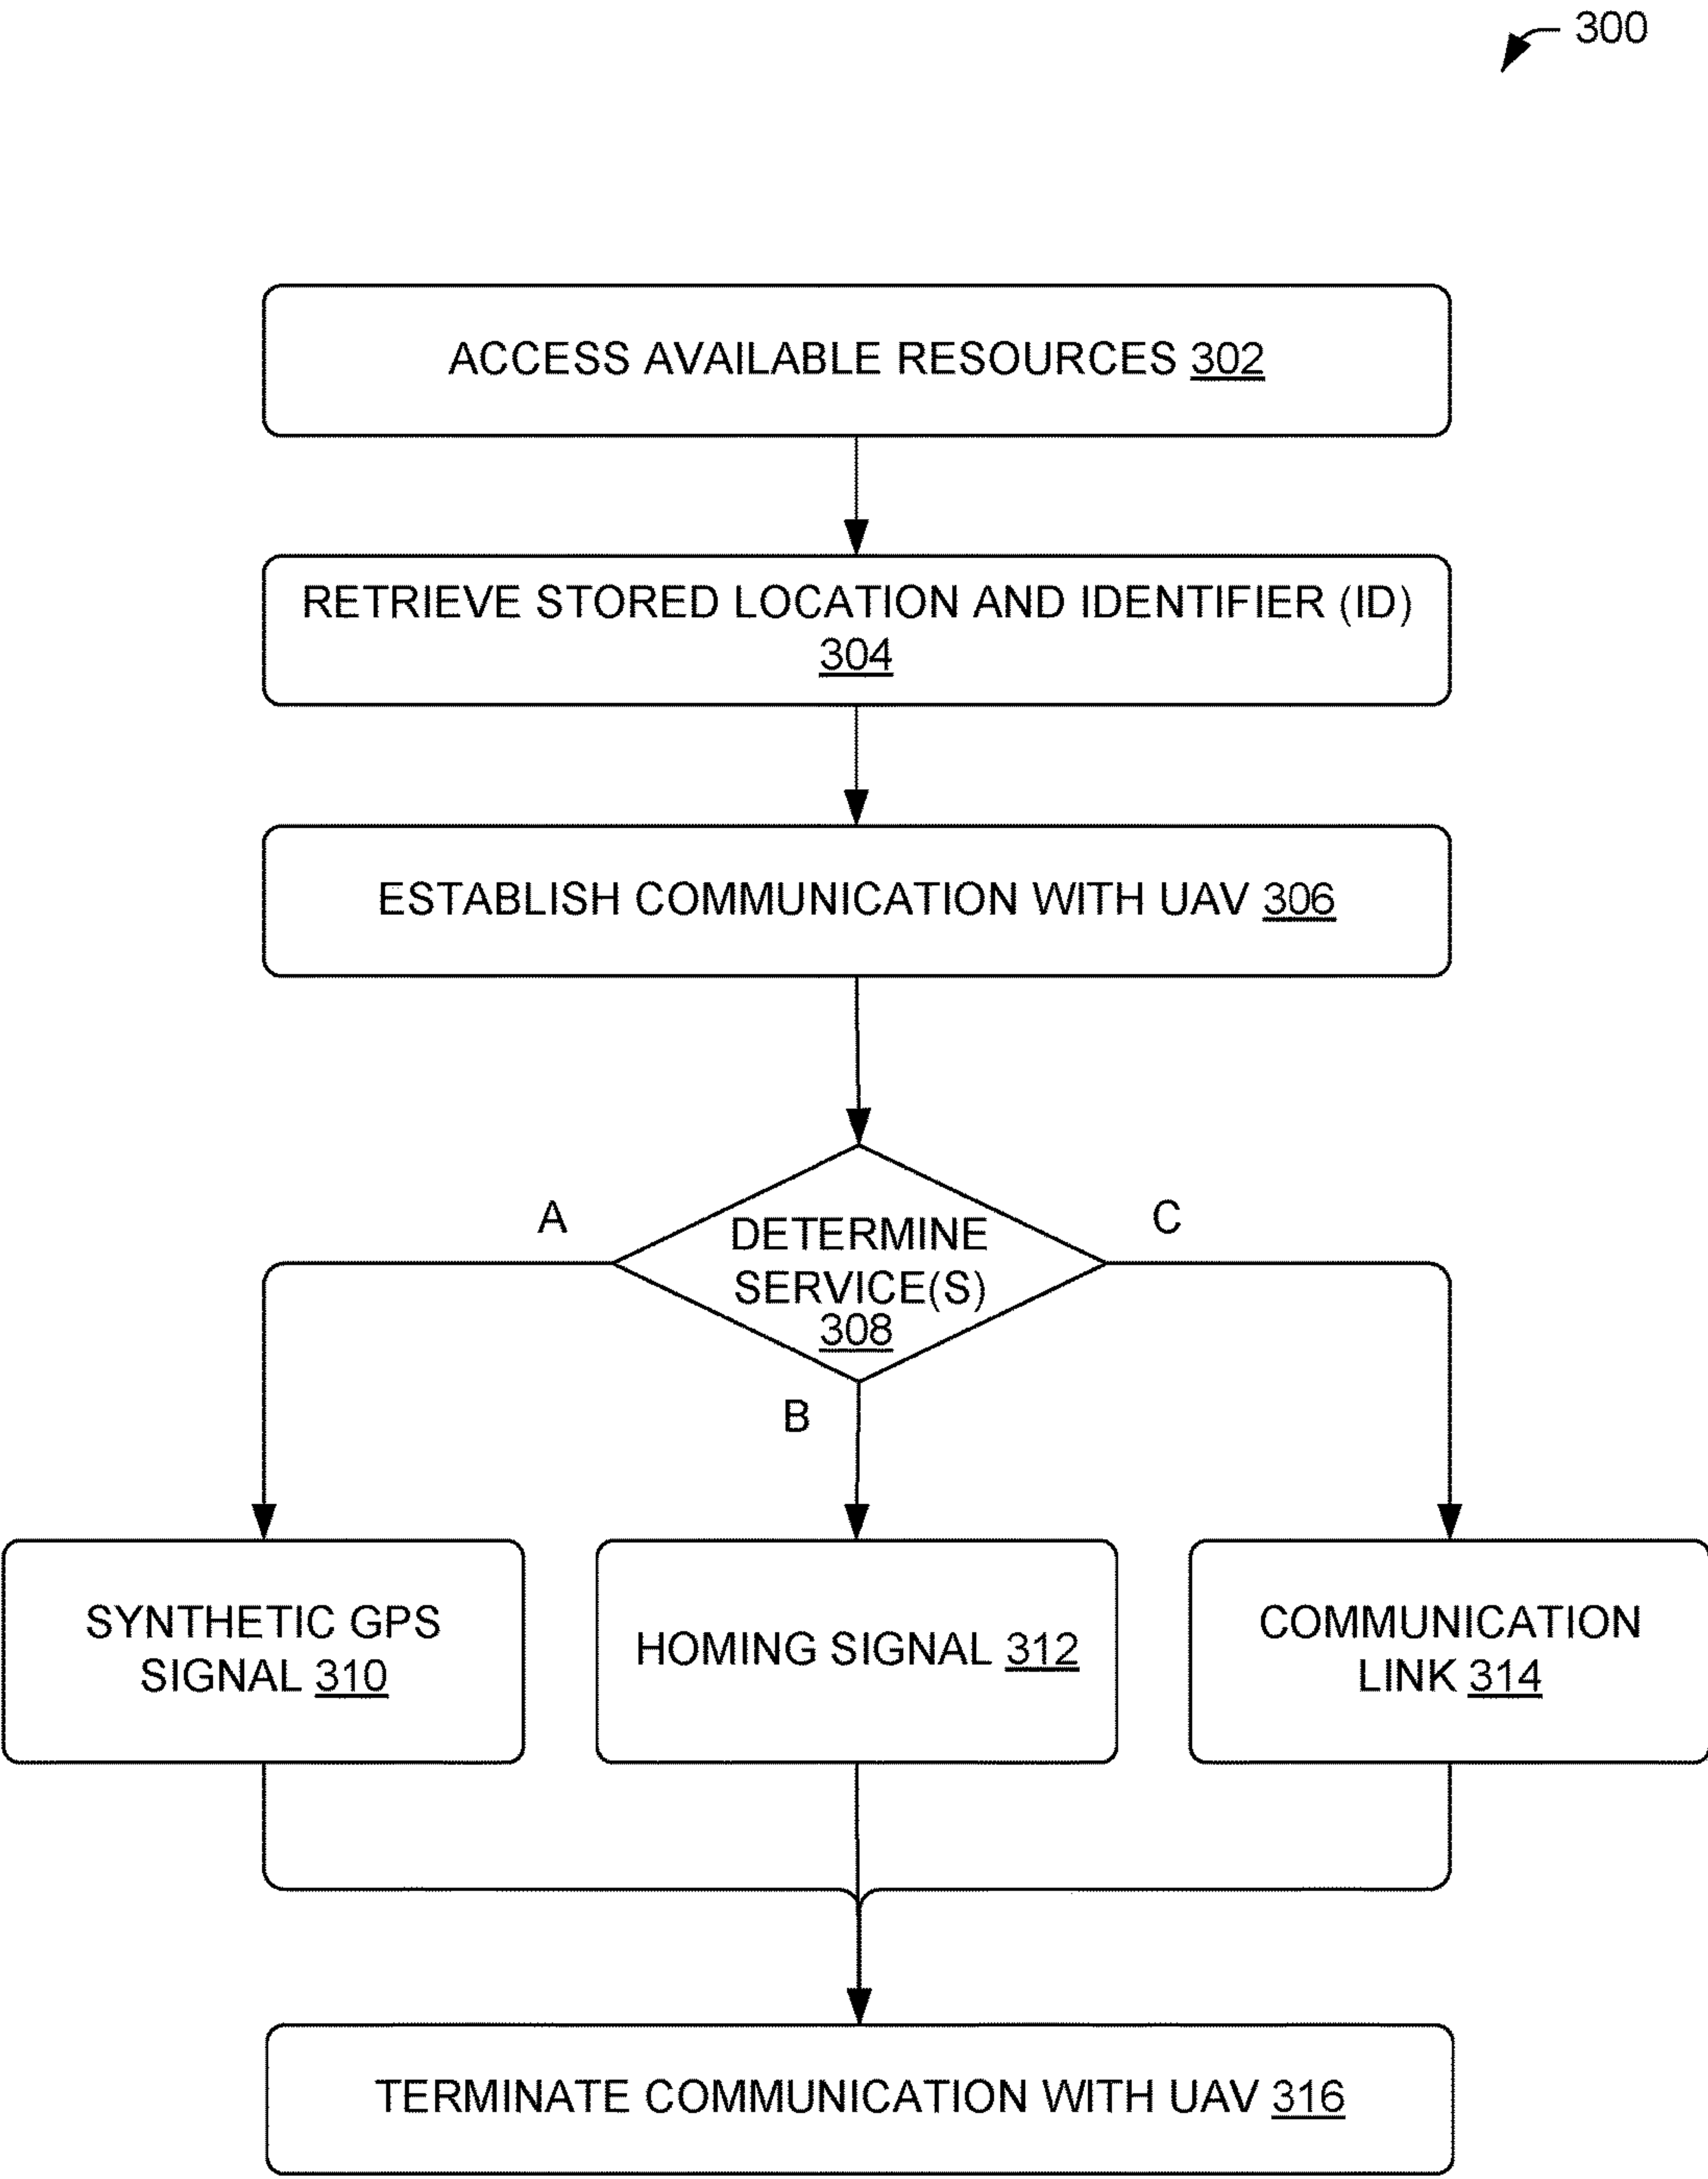 300
ACCESS AVAILABLE RESOURCES 302
RETRIEVE STORED LOCATION AND IDENTIFIER (ID)
304
ESTABLISH COMMUNICATION WITH UAV 306
A
C
DETERMINE
SERVICE(S)
308
B
SYNTHETIC GPS
SIGNAL 310
HOMING SIGNAL 312
COMMUNICATION
LINK 314
TERMINATE COMMUNICATION WITH UAV 316